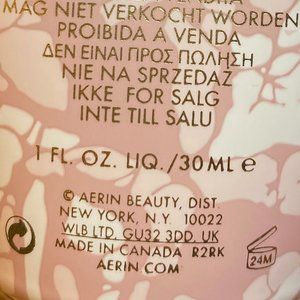 MAG NIET VERKOCHT WORDEN
PROIBIDA A VENDA
ΔΕΝ ΕΙΝΑΙ ΠΡΟΣ ΠΩΛΗΣΗ
NIE NA SPRZEDAŻ
IKKE FOR SALG
INTE TILL SALU
1 FL. OZ. LIQ./30 ML e
© AERIN BEAUTY, DIST.
NEW YORK, N.Y. 10022
WLB LTD. GU32 3DD. UK
MADE IN CANADA R2RK
AERIN.COM
24M